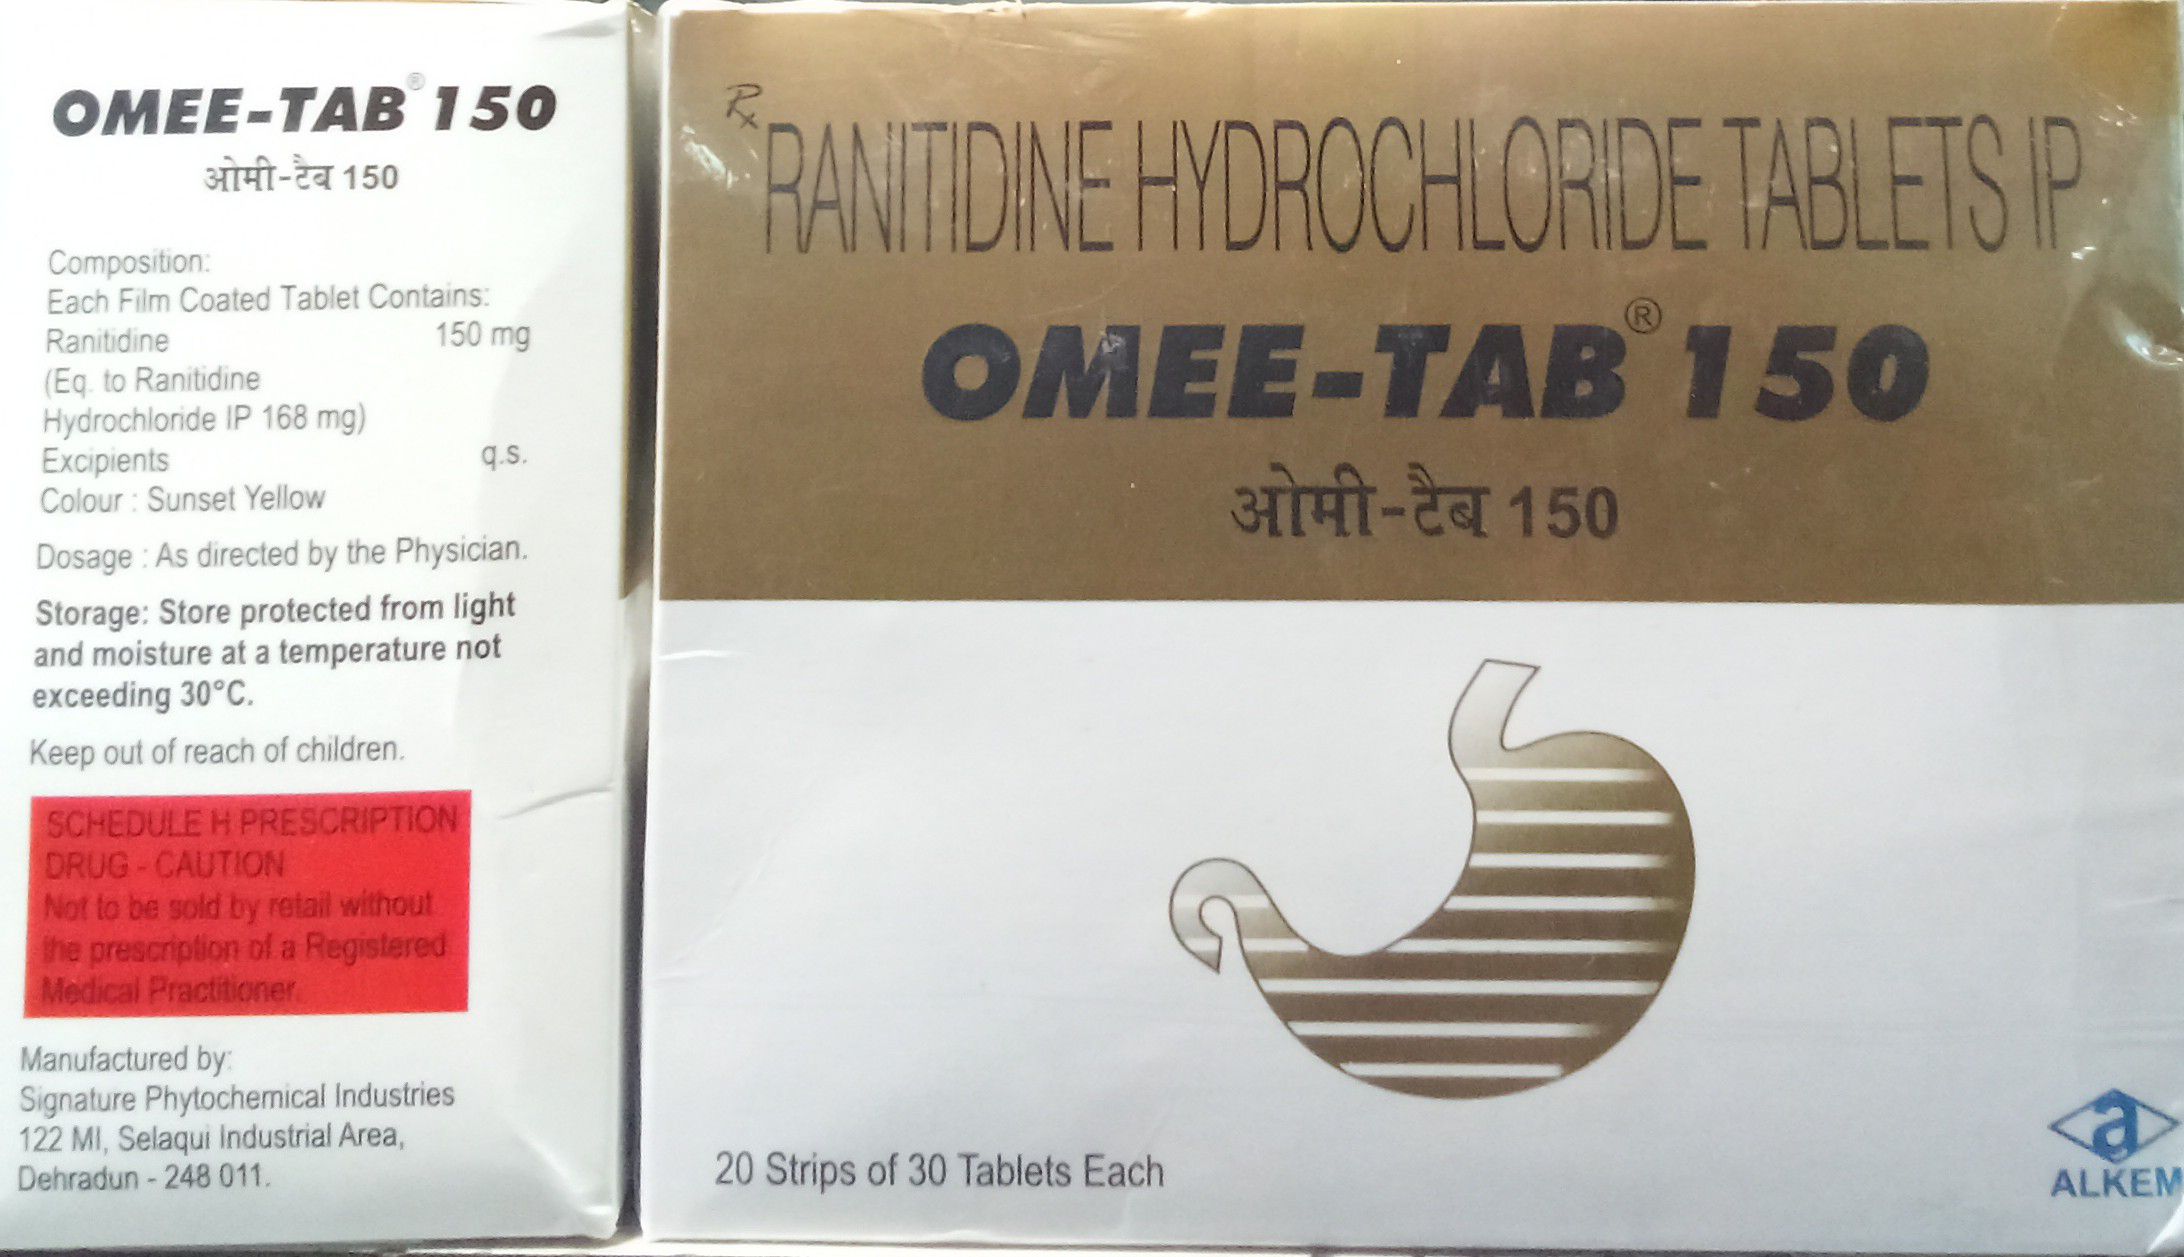 OMEE-TAB® 150
ओमी-टैब 150
Composition:
Each Film Coated Tablet Contains:
Ranitidine 150 mg
(Eq. to Ranitidine
Hydrochloride IP 168 mg)
Excipients q.s.
Colour : Sunset Yellow
Dosage : As directed by the Physician.
Storage: Store protected from light
and moisture at a temperature not
exceeding 30°C.
Keep out of reach of children.
SCHEDULE H PRESCRIPTION
DRUG - CAUTION
Not to be sold by retail without
the prescription of a Registered
Medical Practitioner.
Manufactured by:
Signature Phytochemical Industries
122 MI, Selaqui Industrial Area,
Dehradun - 248 011.
Rx
RANITIDINE HYDROCHLORIDE TABLETS IP
OMEE-TAB® 150
ओमी-टैब 150
20 Strips of 30 Tablets Each
a
ALKEM